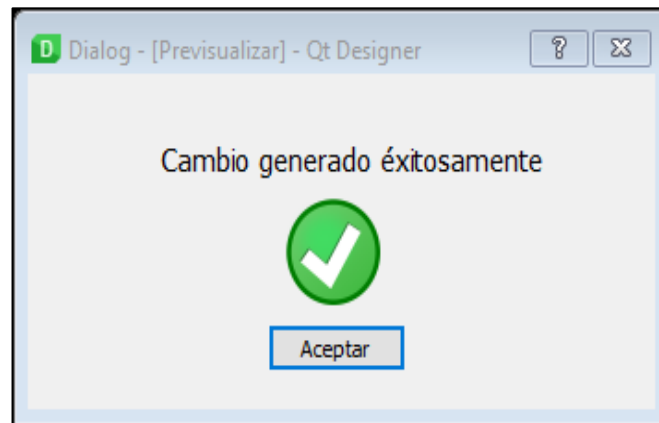 D Dialog - [Previsualizar] - Qt Designer
Cambio generado éxitosamente
Aceptar